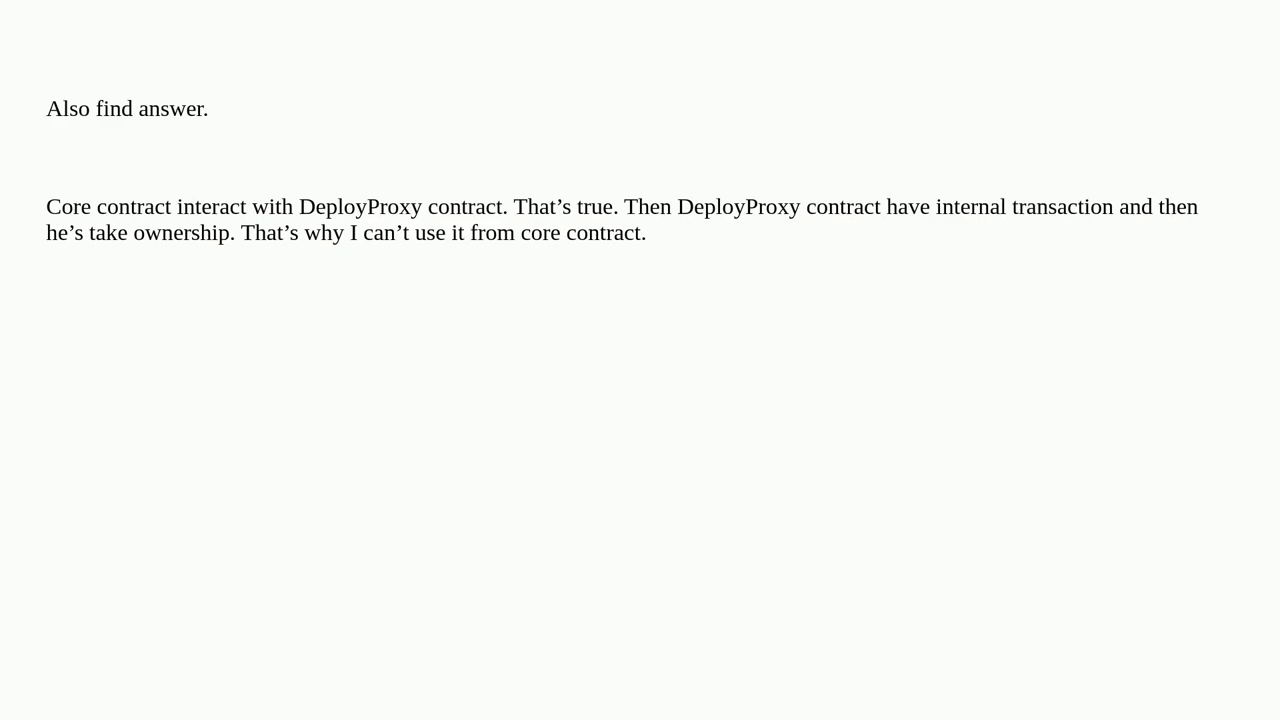 Also find answer.
Core contract interact with DeployProxy contract. That’s true. Then DeployProxy contract have internal transaction and then
he’s take ownership. That’s why I can’t use it from core contract.